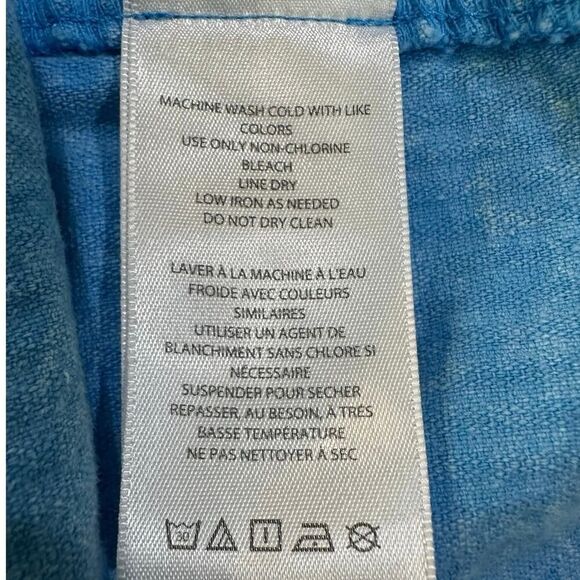 MACHINE WASH COLD WITH LIKE
COLORS
USE ONLY NON-CHLORINE
BLEACH
LINE DRY
LOW IRON AS NEEDED
DO NOT DRY CLEAN
LAVER À LA MACHINE À L'EAU
FROIDE AVEC COULEURS
SIMILAIRES
UTILISER UN AGENT DE
BLANCHIMENT SANS CHLORE SI
NÉCESSAIRE
SUSPENDER POUR SECHER
REPASSER, AU BESOIN, À TRÉS
BASSE TEMPÉRATURE
NE PAS NETTOYER À SEC
30